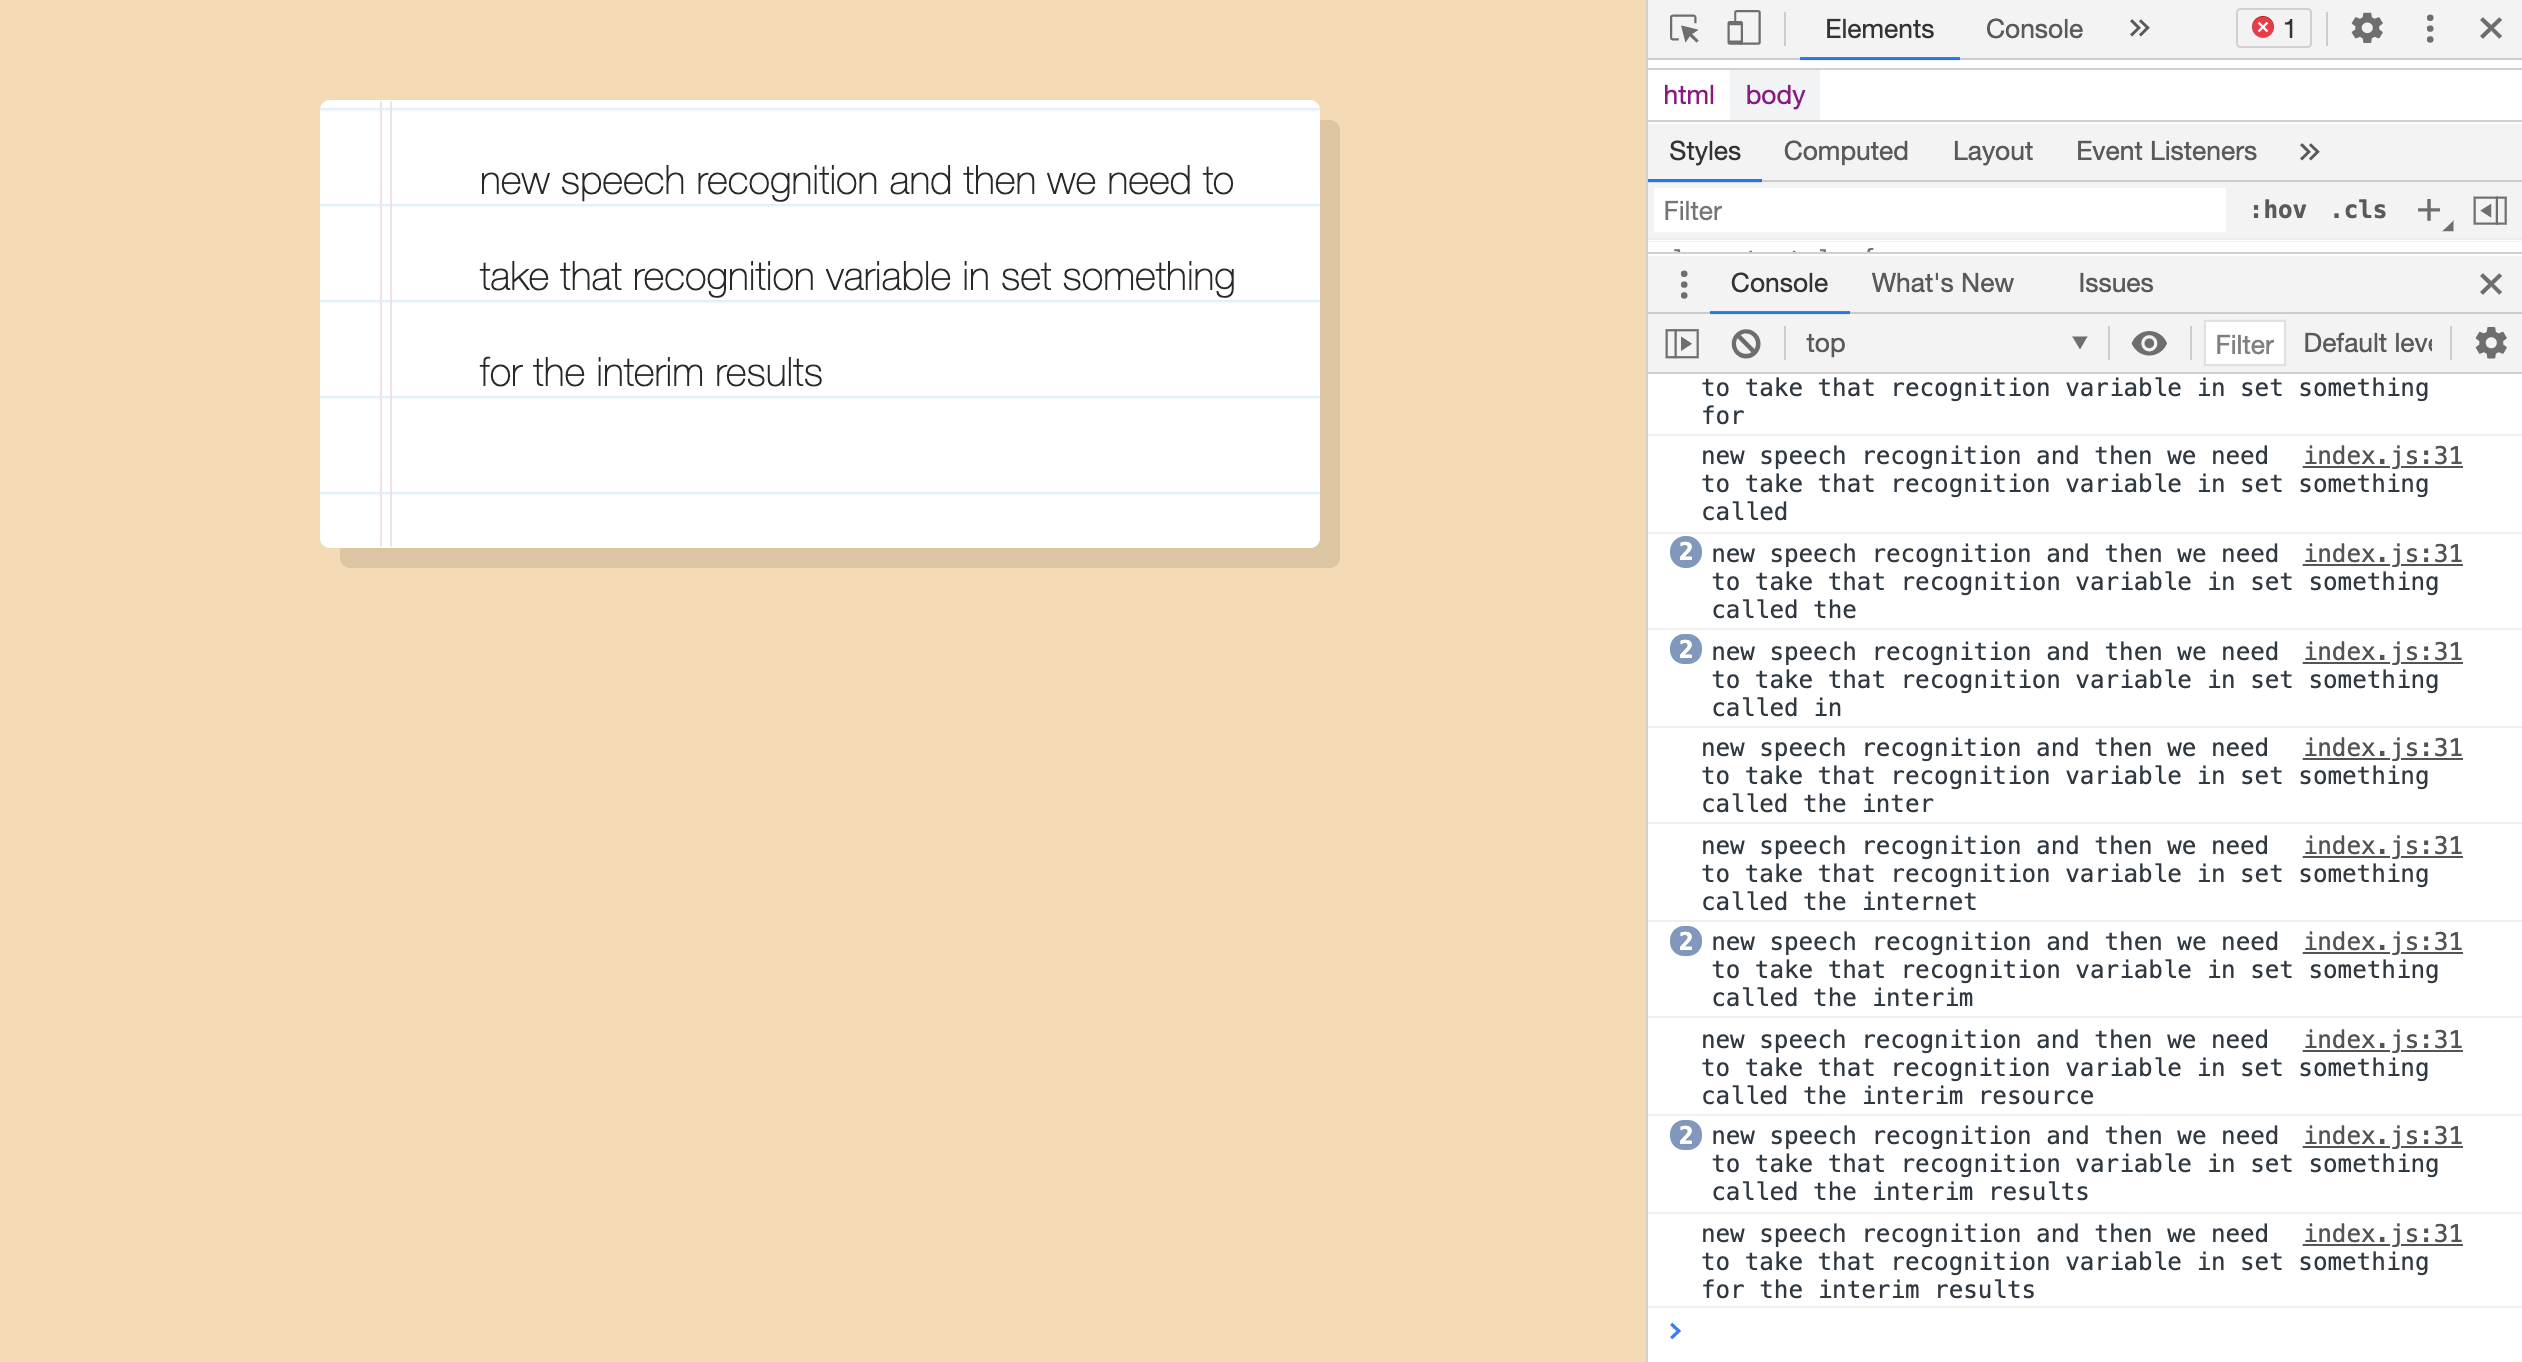 new speech recognition and then we need to
take that recognition variable in set something
for the interim results
Elements Console » 1
html body
Styles Computed Layout Event Listeners »
Filter :hov .cls +
Console What's New Issues
top Filter Default leve
to take that recognition variable in set something
for
new speech recognition and then we need index.js:31
to take that recognition variable in set something
called
2 new speech recognition and then we need index.js:31
to take that recognition variable in set something
called the
2 new speech recognition and then we need index.js:31
to take that recognition variable in set something
called in
new speech recognition and then we need index.js:31
to take that recognition variable in set something
called the inter
new speech recognition and then we need index.js:31
to take that recognition variable in set something
called the internet
2 new speech recognition and then we need index.js:31
to take that recognition variable in set something
called the interim
new speech recognition and then we need index.js:31
to take that recognition variable in set something
called the interim resource
2 new speech recognition and then we need index.js:31
to take that recognition variable in set something
called the interim results
new speech recognition and then we need index.js:31
to take that recognition variable in set something
for the interim results